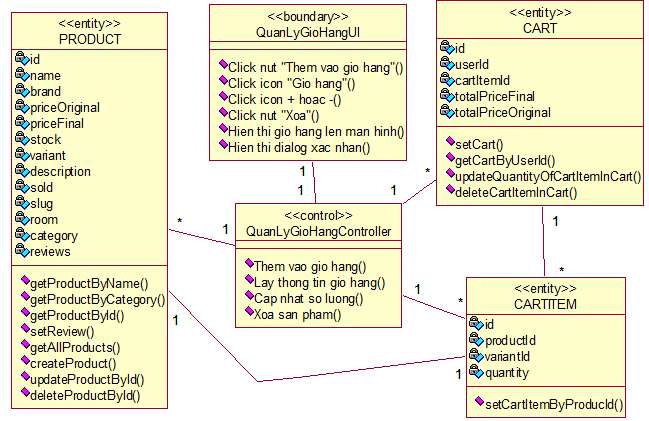 <<entity>>
PRODUCT
id
name
brand
priceOriginal
priceFinal
stock
variant
description
sold
slug
room
category
reviews
getProductByName()
getProductByCategory()
getProductById()
setReview()
getAllProducts()
createProduct()
updateProductById()
deleteProductById()
<<boundary>>
QuanLyGioHangUI
Click nut "Them vao gio hang"()
Click icon "Gio hang"()
Click icon + hoac -()
Click nut "Xoa"()
Hien thi gio hang len man hinh()
Hien thi dialog xac nhan()
<<entity>>
CART
id
userId
cartItemId
totalPriceFinal
totalPriceOriginal
setCart()
getCartByUserId()
updateQuantityOfCartItemInCart()
deleteCartItemInCart()
1
1
1
*
*
1
<<control>>
QuanLyGioHangController
Them vao gio hang()
Lay thong tin gio hang()
Cap nhat so luong()
Xoa san pham()
1
*
1
*
1
1
<<entity>>
CARTITEM
id
productId
variantId
quantity
setCartItemByProducId()